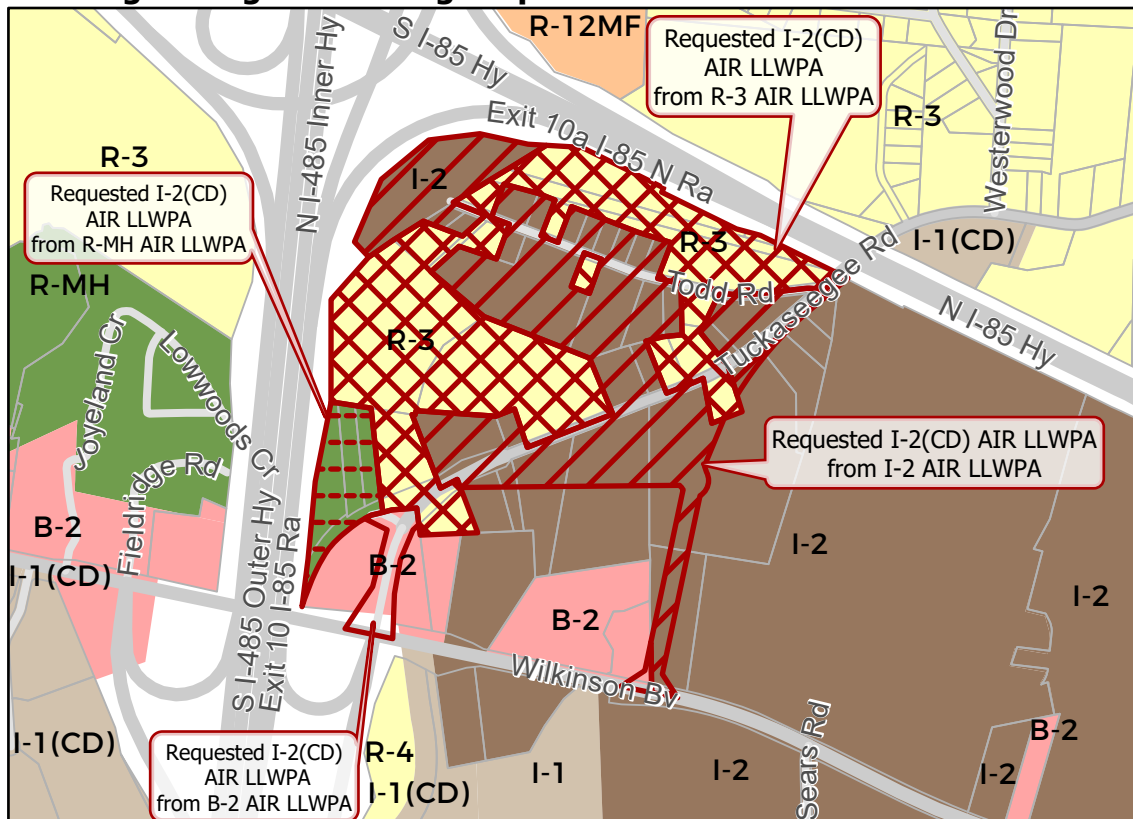 S I-85 Hy
R-12MF
Requested I-2(CD)
AIR LLWPA
from R-3 AIR LLWPA
N I-485 Inner Hy
Exit 10a I-85 N Ra
R-3
Westerwood Dr
R-3
I-2
Requested I-2(CD)
AIR LLWPA
from R-MH AIR LLWPA
R-3
I-1(CD)
R-MH
Todd Rd
Tuckaseegee Rd
N I-85 Hy
Joyeland Cr
Lowwoods Cr
R-3
Requested I-2(CD) AIR LLWPA
from I-2 AIR LLWPA
Fieldridge Rd
B-2
I-2
I-1(CD)
B-2
I-2
S I-485 Outer Hy
Exit 10 I-85 Ra
B-2
Wilkinson Bv
Requested I-2(CD)
AIR LLWPA
from B-2 AIR LLWPA
I-1(CD)
R-4
I-1(CD)
I-1
I-2
Sears Rd
I-2
B-2